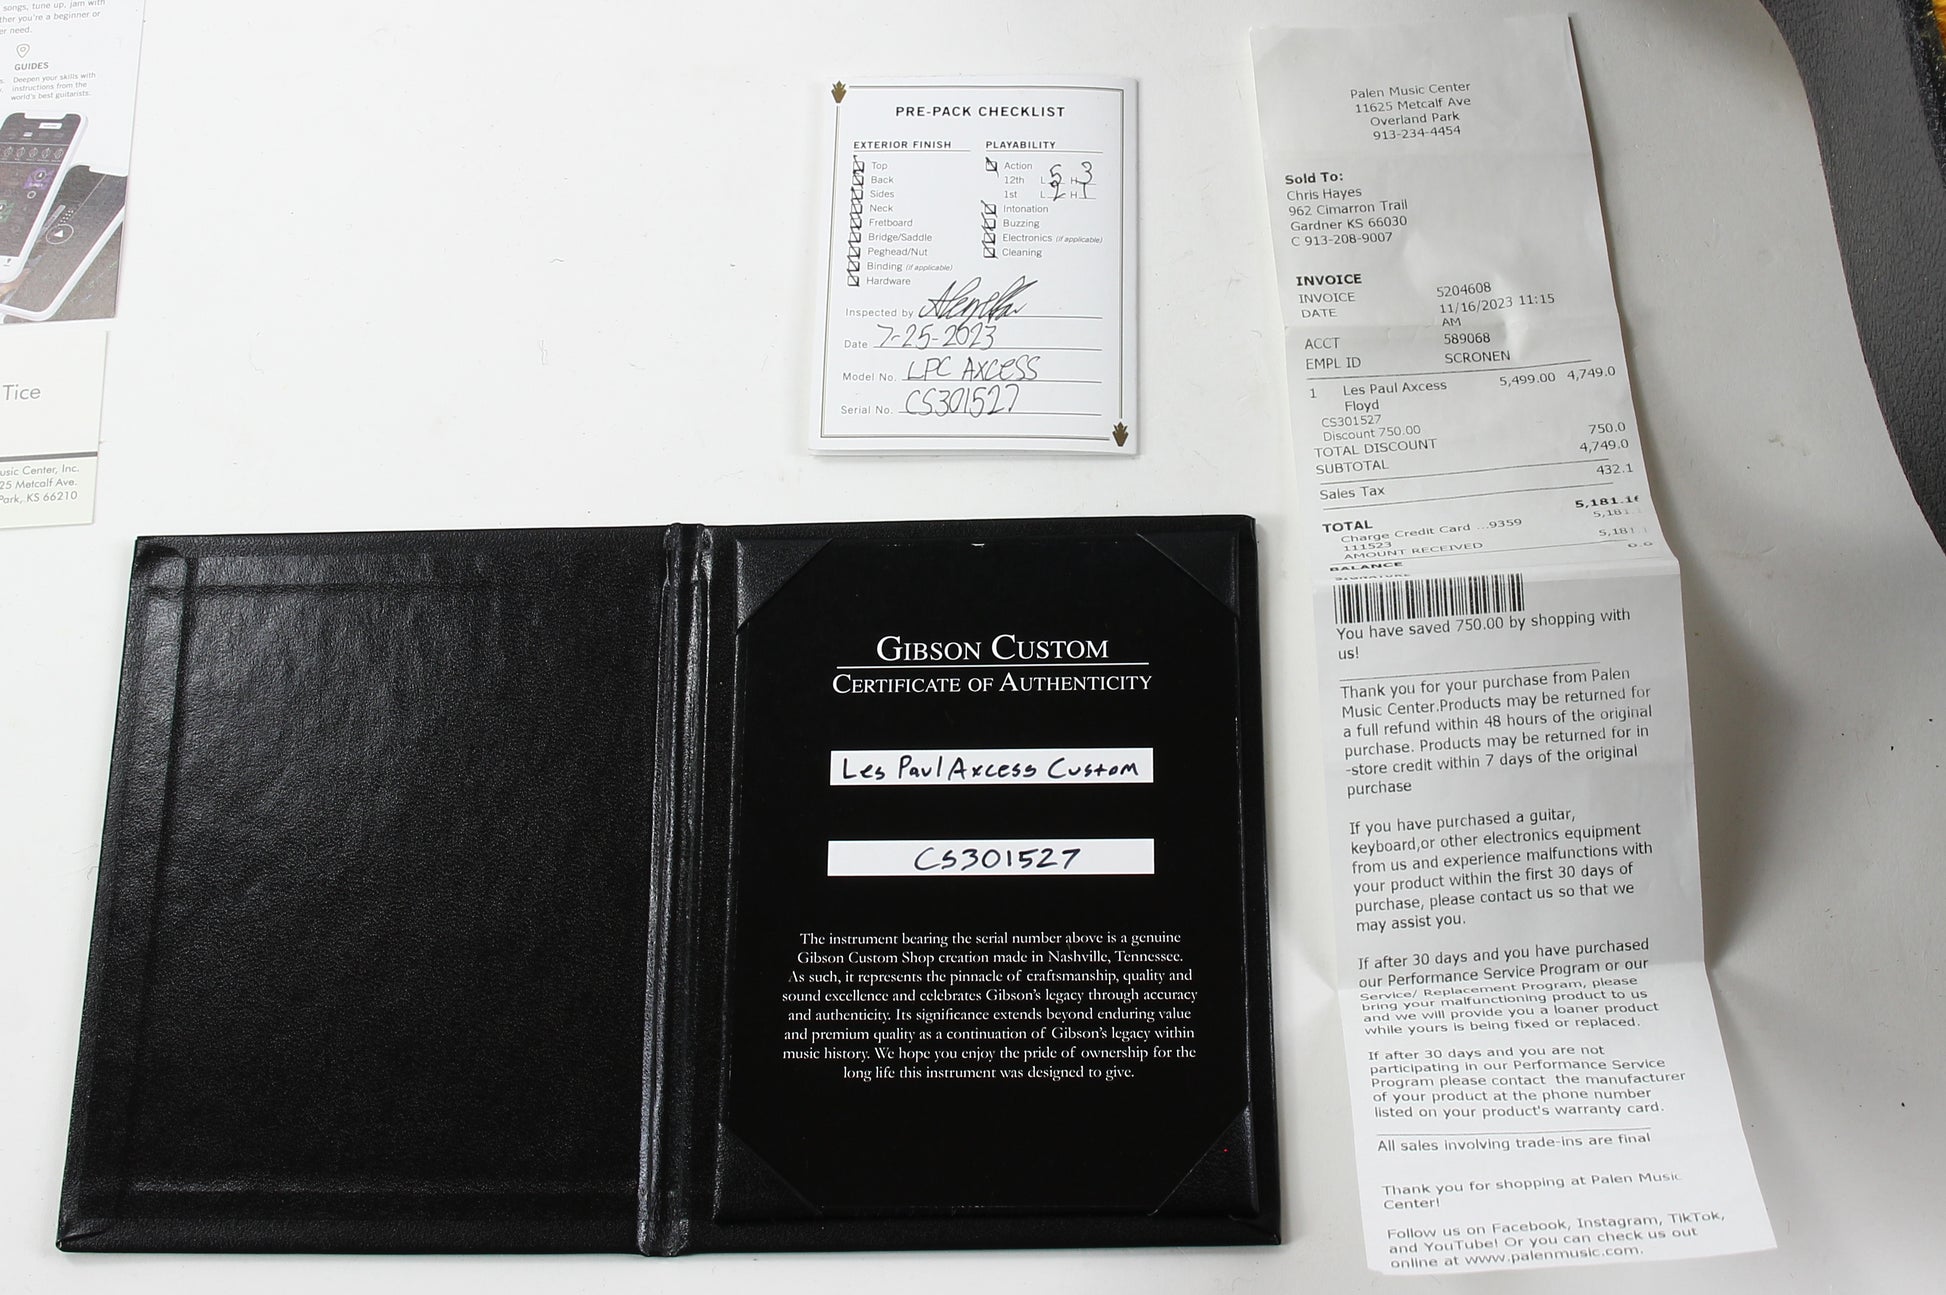 songs, tune up, jam with
ther you're a beginner or
er need.
GUIDES
Deepen your skills with
instructions from the
world's best guitarists.
Tice
usic Center, Inc.
25 Metcalf Ave.
Park, KS 66210
PRE-PACK CHECKLIST
EXTERIOR FINISH
Top
Back
Sides
Neck
Fretboard
Bridge/Saddle
Peghead/Nut
Binding (if applicable)
Hardware
PLAYABILITY
Action
12th L 5 H 3
1st L 2 H 1
Intonation
Buzzing
Electronics (if applicable)
Cleaning
Inspected by
Date 7-25-2023
Model No. LPC AXCESS
Serial No. CS301527
GIBSON CUSTOM
CERTIFICATE OF AUTHENTICITY
Les Paul Axcess Custom
CS301527
The instrument bearing the serial number above is a genuine
Gibson Custom Shop creation made in Nashville, Tennessee.
As such, it represents the pinnacle of craftsmanship, quality and
sound excellence and celebrates Gibson's legacy through accuracy
and authenticity. Its significance extends beyond enduring value
and premium quality as a continuation of Gibson's legacy within
music history. We hope you enjoy the pride of ownership for the
long life this instrument was designed to give.
Palen Music Center
11625 Metcalf Ave
Overland Park
913-234-4454
Sold To:
Chris Hayes
962 Cimarron Trail
Gardner KS 66030
C 913-208-9007
INVOICE
INVOICE 5204608
DATE 11/16/2023 11:15
AM
ACCT 589068
EMPL ID SCRONEN
1 Les Paul Axcess 5,499.00 4,749.0
Floyd
CS301527
Discount 750.00
TOTAL DISCOUNT 750.0
SUBTOTAL 4,749.0
Sales Tax 432.1
TOTAL 5,181.16
Charge Credit Card ...9359 5,181.
111523
AMOUNT RECEIVED 5,181.
BALANCE 0.0
SIGNATURE
You have saved 750.00 by shopping with
us!
Thank you for your purchase from Palen
Music Center.Products may be returned for
a full refund within 48 hours of the original
purchase. Products may be returned for in
-store credit within 7 days of the original
purchase
If you have purchased a guitar,
keyboard,or other electronics equipment
from us and experience malfunctions with
your product within the first 30 days of
purchase, please contact us so that we
may assist you.
If after 30 days and you have purchased
our Performance Service Program or our
Service/ Replacement Program, please
bring your malfunctioning product to us
and we will provide you a loaner product
while yours is being fixed or replaced.
If after 30 days and you are not
participating in our Performance Service
Program please contact the manufacturer
of your product at the phone number
listed on your product's warranty card.
All sales involving trade-ins are final
Thank you for shopping at Palen Music
Center!
Follow us on Facebook, Instagram, TikTok,
and YouTube! Or you can check us out
online at www.palenmusic.com.